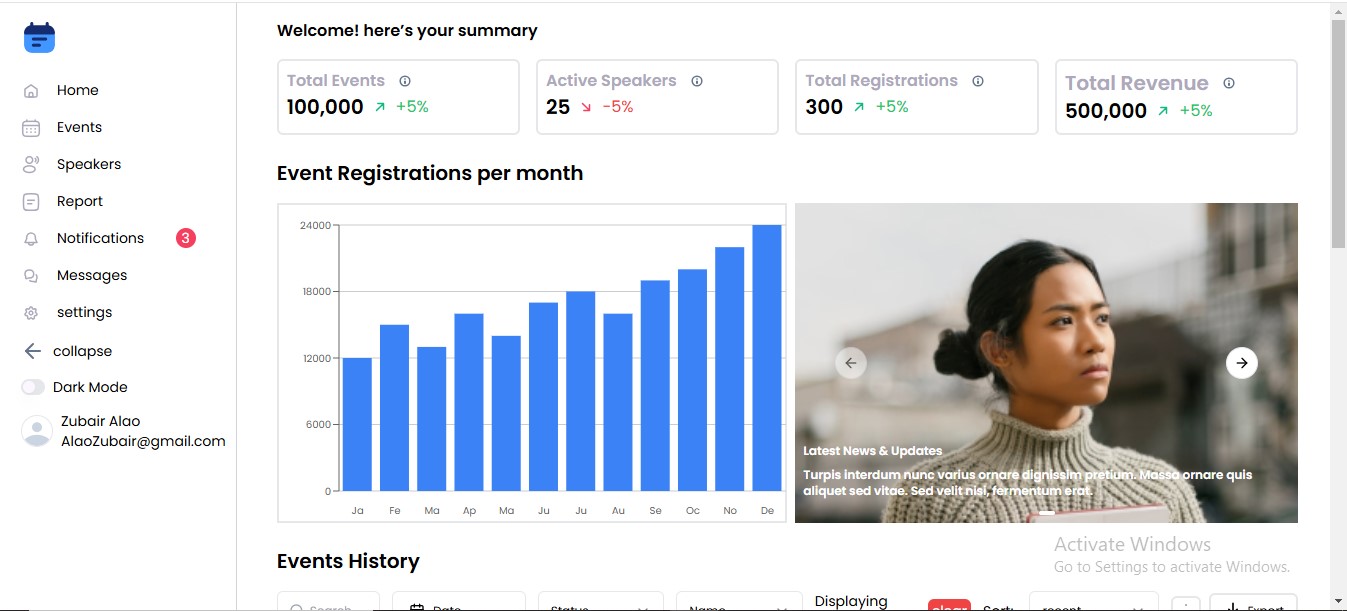 Welcome! here’s your summary
Home
Events
Speakers
Report
Notifications 3
Messages
settings
collapse
Dark Mode
Zubair Alao
AlaoZubair@gmail.com
Total Events
100,000 +5%
Active Speakers
25 -5%
Total Registrations
300 +5%
Total Revenue
500,000 +5%
Event Registrations per month
24000
18000
12000
6000
0
Ja Fe Ma Ap Ma Ju Ju Au Se Oc No De
Latest News & Updates
Turpis interdum nunc varius ornare dignissim pretium. Massa ornare quis
aliquet sed vitae. Sed velit nisi, fermentum erat.
Activate Windows
Go to Settings to activate Windows.
Events History
Search Date Status Name Displaying clear Sort: recent Export